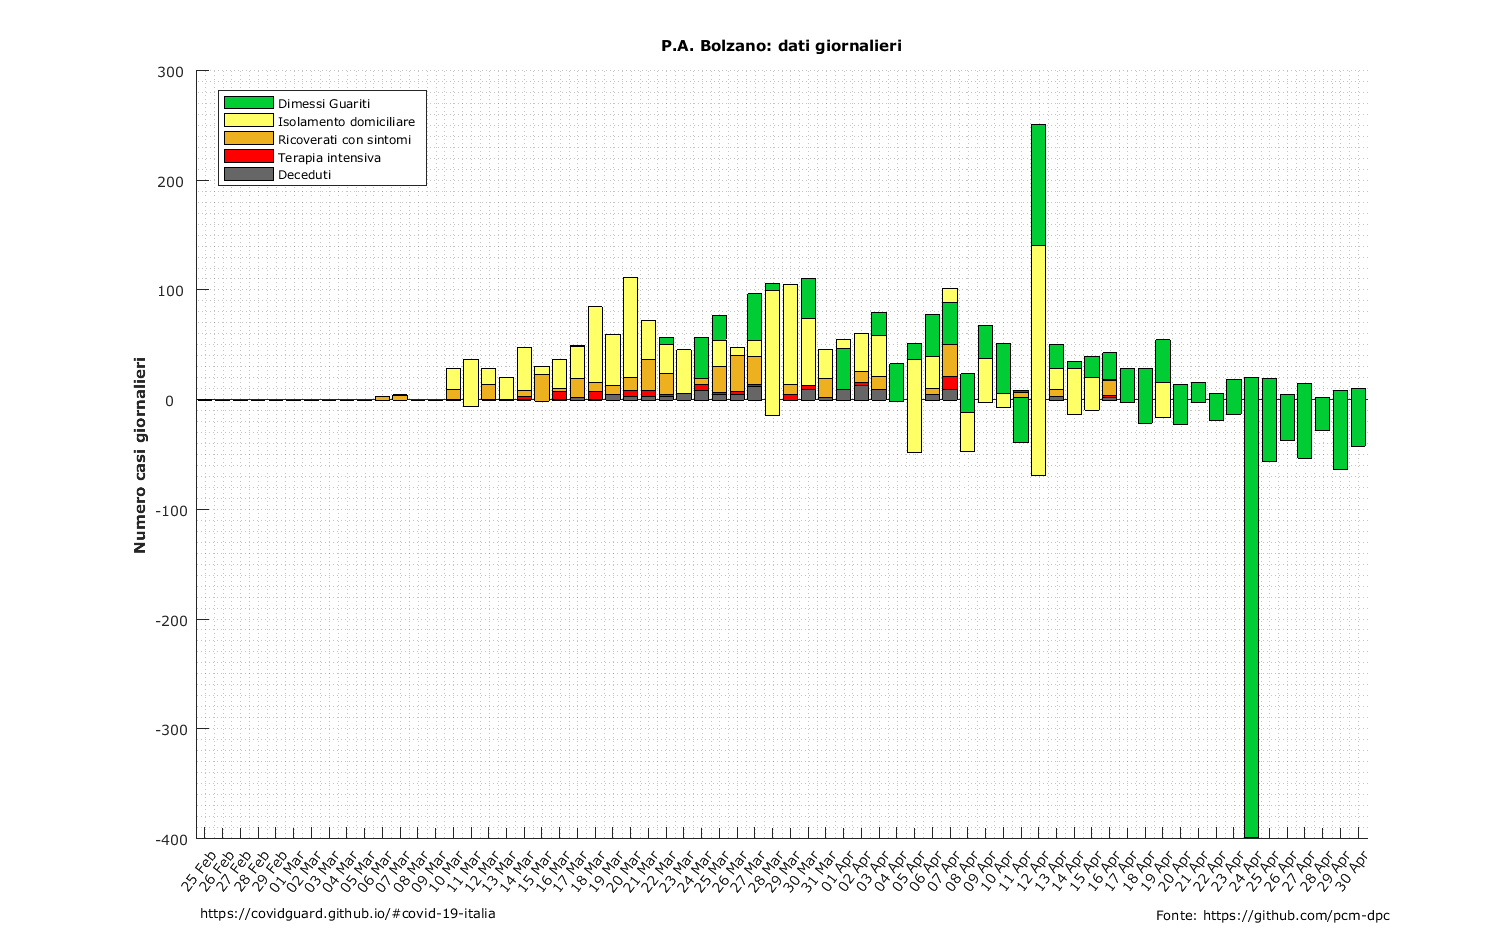 P.A. Bolzano: dati giornalieri
300
200
100
0
-100
-200
-300
-400
Numero casi giornalieri
Dimessi Guariti
Isolamento domiciliare
Ricoverati con sintomi
Terapia intensiva
Deceduti
25 Feb
26 Feb
27 Feb
28 Feb
29 Feb
01 Mar
02 Mar
03 Mar
04 Mar
05 Mar
06 Mar
07 Mar
08 Mar
09 Mar
10 Mar
11 Mar
12 Mar
13 Mar
14 Mar
15 Mar
16 Mar
17 Mar
18 Mar
19 Mar
20 Mar
21 Mar
22 Mar
23 Mar
24 Mar
25 Mar
26 Mar
27 Mar
28 Mar
29 Mar
30 Mar
31 Mar
01 Apr
02 Apr
03 Apr
04 Apr
05 Apr
06 Apr
07 Apr
08 Apr
09 Apr
10 Apr
11 Apr
12 Apr
13 Apr
14 Apr
15 Apr
16 Apr
17 Apr
18 Apr
19 Apr
20 Apr
21 Apr
22 Apr
23 Apr
24 Apr
25 Apr
26 Apr
27 Apr
28 Apr
29 Apr
30 Apr
https://covidguard.github.io/#covid-19-italia
Fonte: https://github.com/pcm-dpc